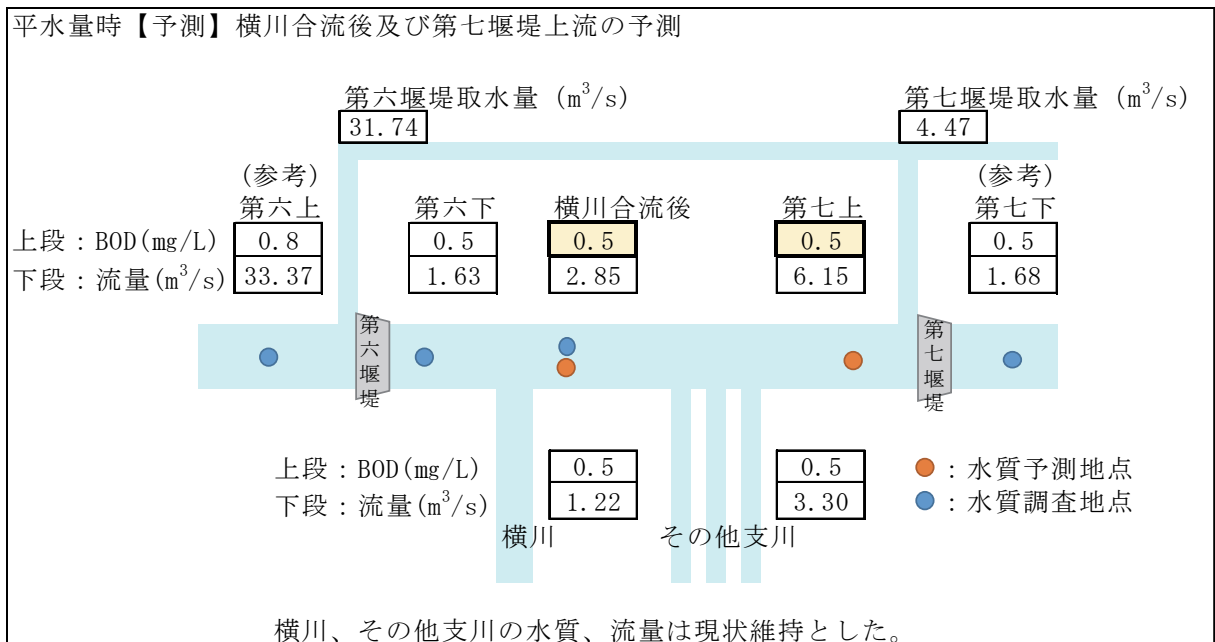 平水量時【予測】横川合流後及び第七堰堤上流の予測
第六堰堤取水量 (m³/s)
31.74
第七堰堤取水量 (m³/s)
4.47
(参考)
第六上
第六下
横川合流後
第七上
(参考)
第七下
上段：BOD(mg/L) 0.8 0.5 0.5 0.5 0.5
下段：流量(m³/s) 33.37 1.63 2.85 6.15 1.68
第六堰堤
第七堰堤
上段：BOD(mg/L) 0.5 0.5
下段：流量(m³/s) 1.22 3.30
：水質予測地点
：水質調査地点
横川
その他支川
横川、その他支川の水質、流量は現状維持とした。